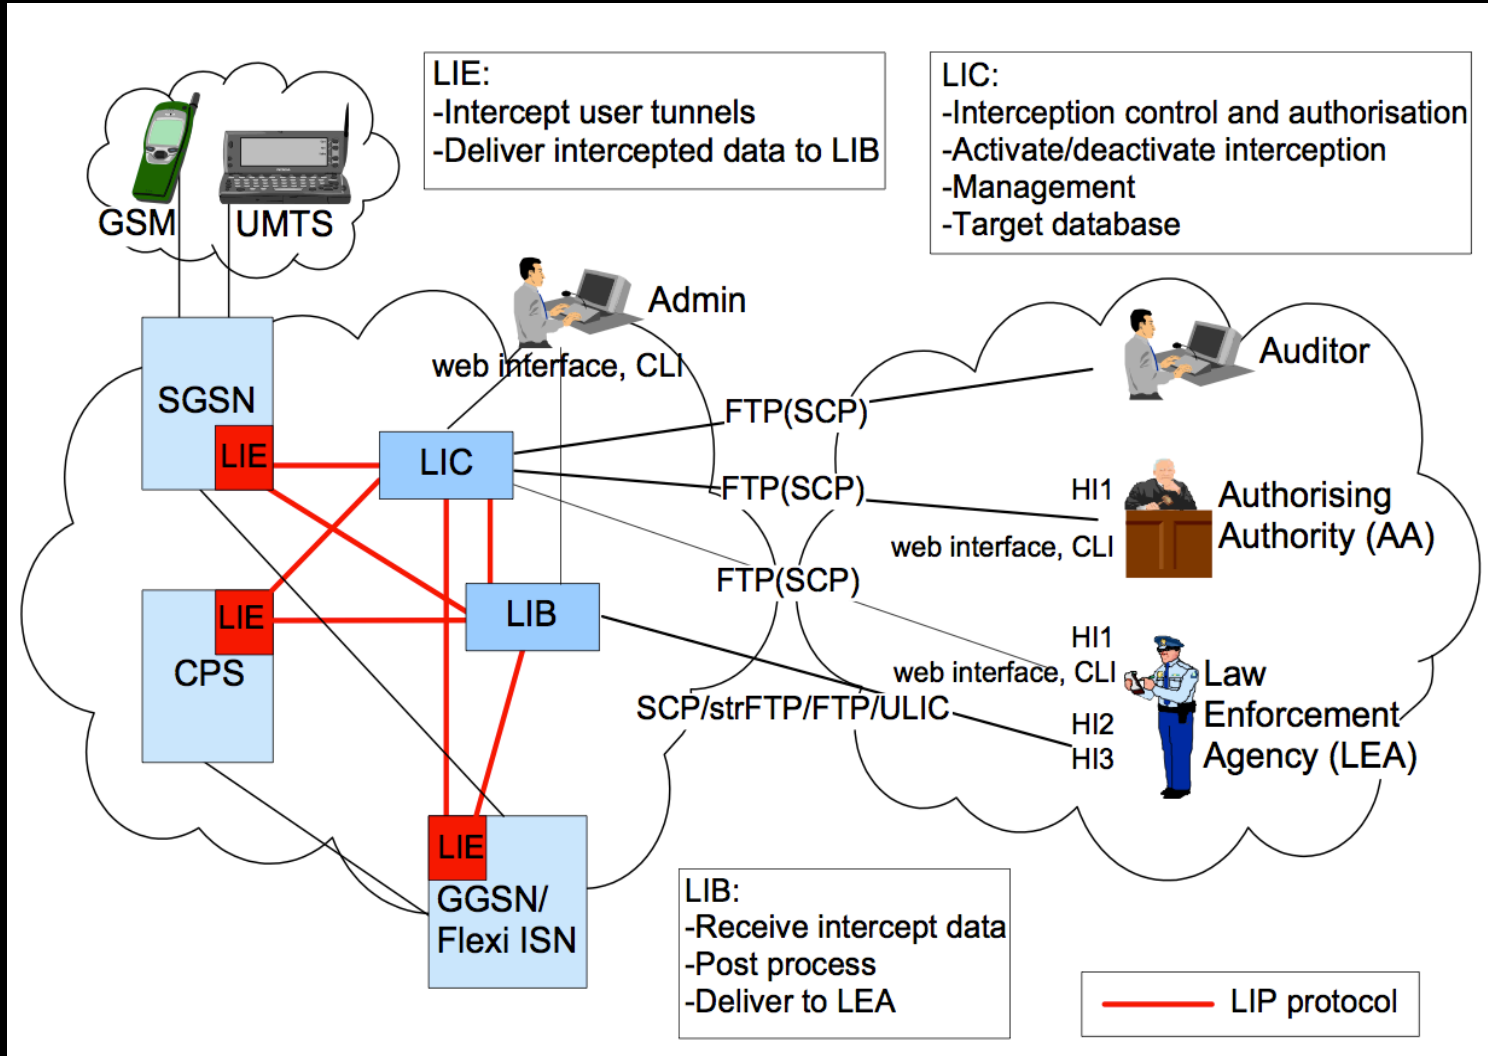 LIE:
-Intercept user tunnels
-Deliver intercepted data to LIB
LIC:
-Interception control and authorisation
-Activate/deactivate interception
-Management
-Target database
GSM
UMTS
Admin
web interface, CLI
Auditor
SGSN
LIE
LIC
FTP(SCP)
FTP(SCP)
HI1
Authorising
Authority (AA)
web interface, CLI
FTP(SCP)
LIE
CPS
LIB
HI1
web interface, CLI
Law
Enforcement
Agency (LEA)
SCP/strFTP/FTP/ULIC
HI2
HI3
LIE
GGSN/
Flexi ISN
LIB:
-Receive intercept data
-Post process
-Deliver to LEA
LIP protocol